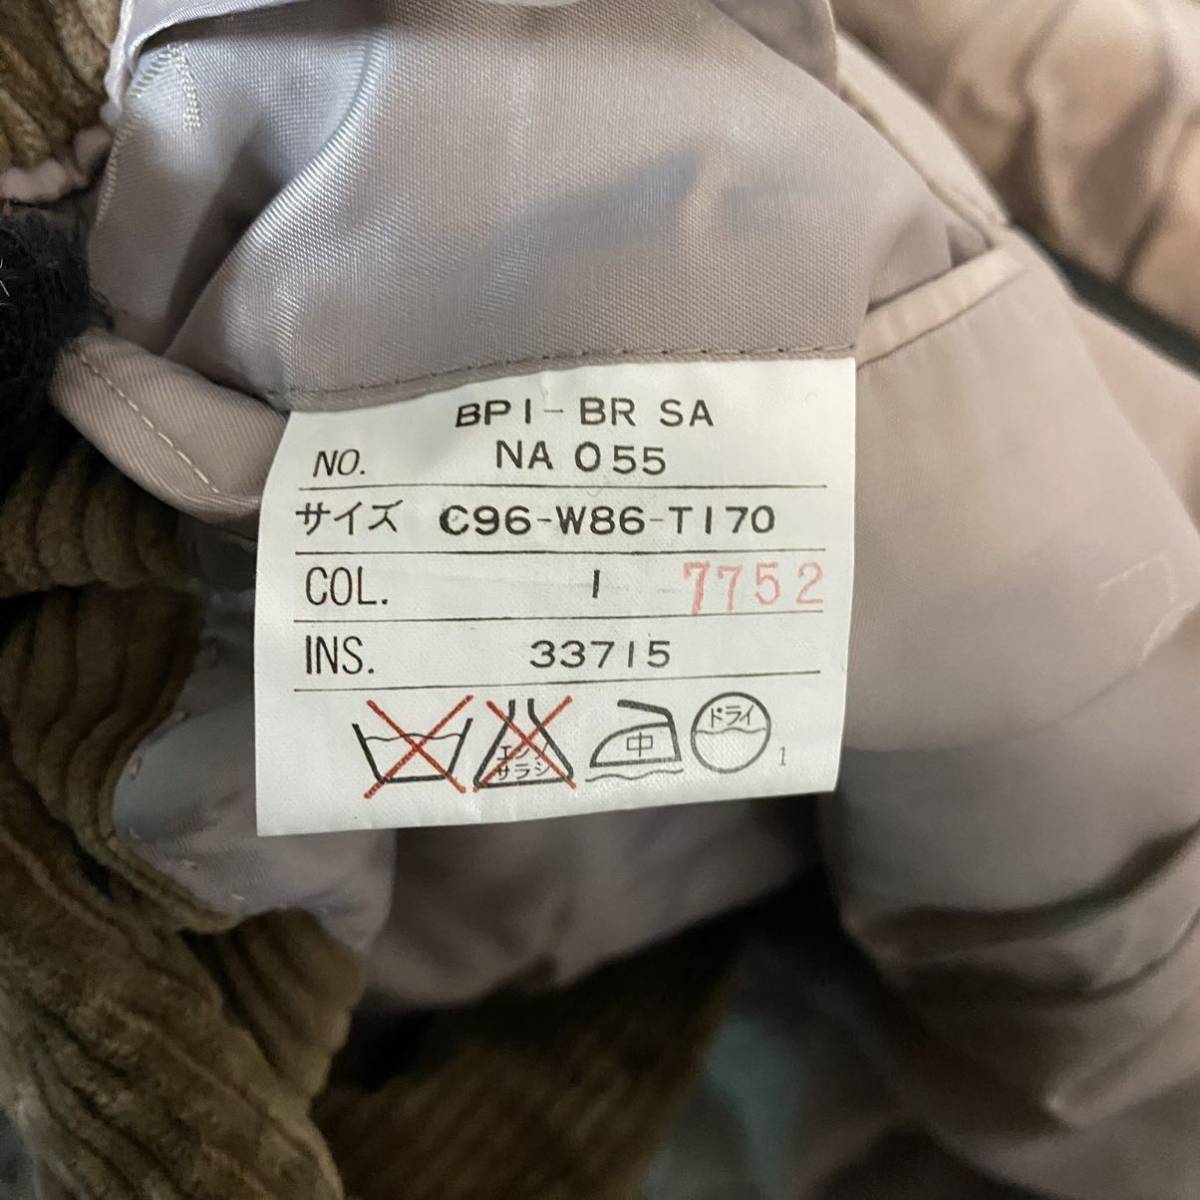 BP1-BR SA
NO. NA 055
サイズ C96-W86-T170
COL. 1 7752
INS. 33715
エンソ
サラシ
中
ドライ
1